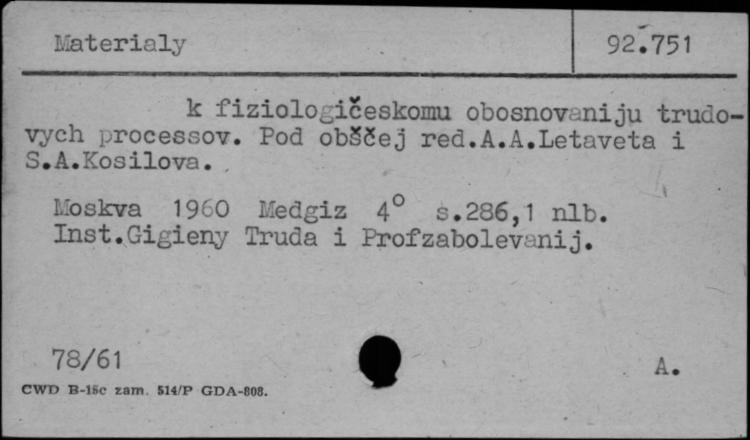 Materialy 92.751
k fiziologičeskomu obosnovaniju trudo-
vych processov. Pod obščej red.A.A.Letaveta i
S.A.Kosilova.
Moskva 1960 Medgiz 4° s.286,1 nlb.
Inst.Gigieny Truda i Profzabolevanij.
78/61 A.
CWD B-15c zam. 514/P GDA-808.